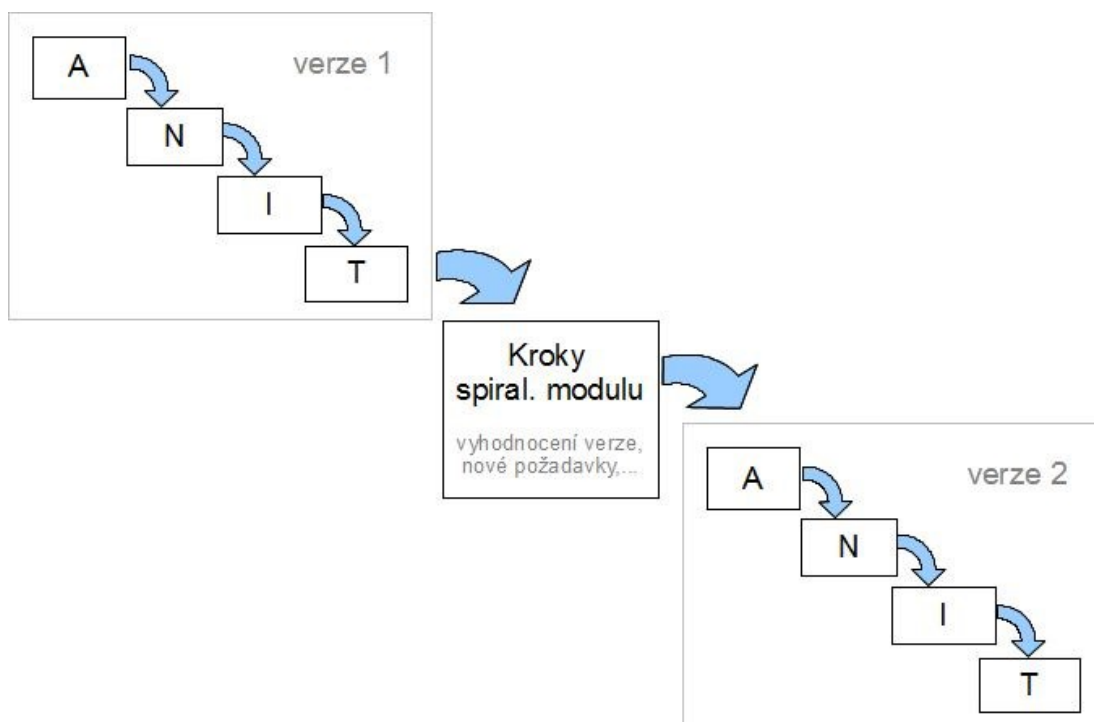 verze 1
A
N
I
T
Kroky
spiral. modulu
vyhodnocení verze,
nové požadavky,...
verze 2
A
N
I
T